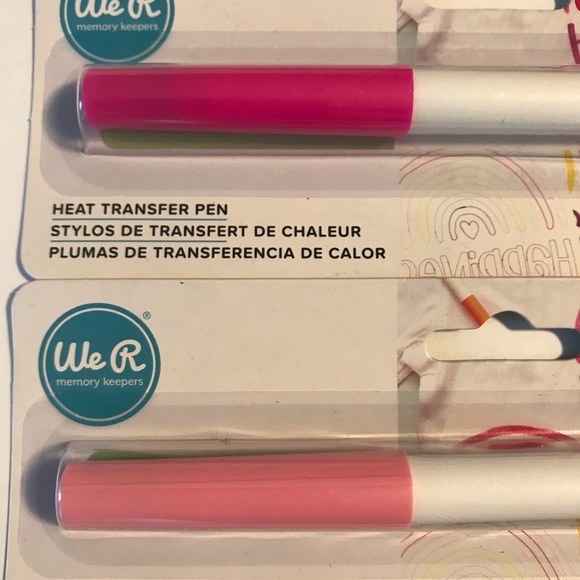 We R
memory keepers
HEAT TRANSFER PEN
STYLOS DE TRANSFERT DE CHALEUR
PLUMAS DE TRANSFERENCIA DE CALOR
Happiness
We R
®
memory keepers